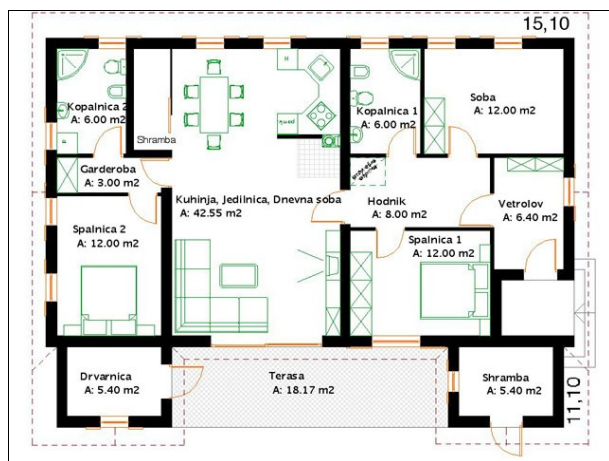 15,10
Kopalnica 2
A: 6.00 m2
Shramba
Kopalnica 1
A: 6.00 m2
Soba
A: 12.00 m2
Garderoba
A: 3.00 m2
Kuhinja, Jedilnica, Dnevna soba
A: 42.55 m2
Hodnik
A: 8.00 m2
Vetrolov
A: 6.40 m2
Spalnica 2
A: 12.00 m2
Spalnica 1
A: 12.00 m2
Drvarnica
A: 5.40 m2
Terasa
A: 18.17 m2
Shramba
A: 5.40 m2
11,10